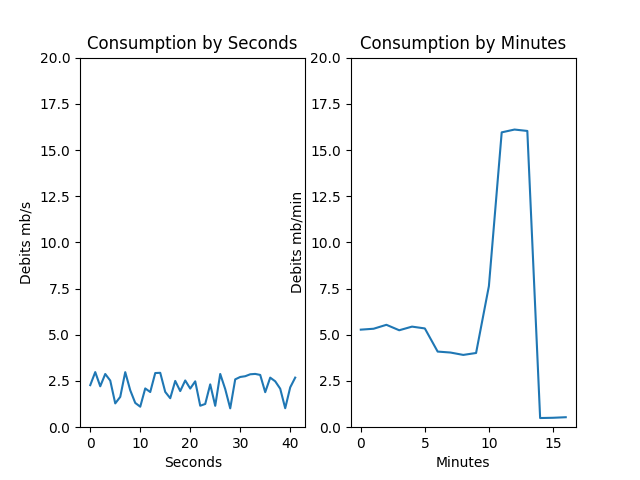 Consumption by Seconds
20.0
17.5
15.0
12.5
10.0
7.5
5.0
2.5
0.0
Debits mb/s
0 10 20 30 40
Seconds
Consumption by Minutes
20.0
17.5
15.0
12.5
10.0
7.5
5.0
2.5
0.0
Debits mb/min
0 5 10 15
Minutes